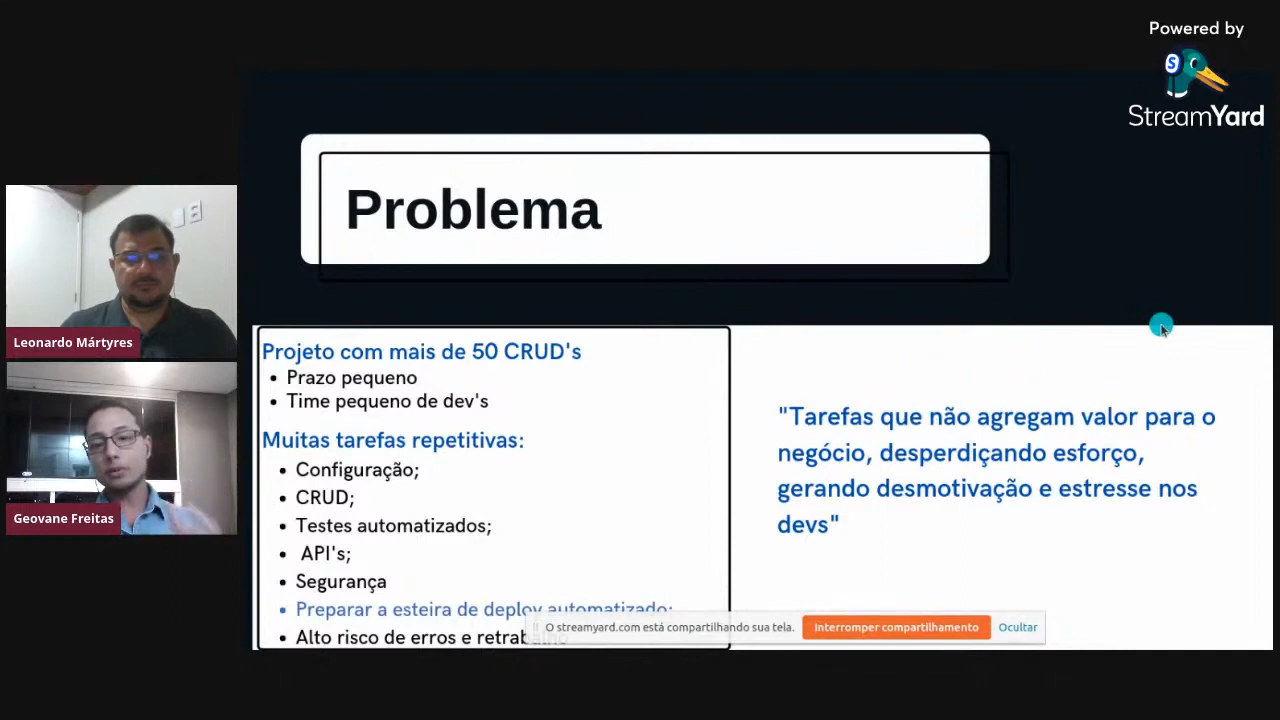 Powered by
StreamYard
Problema
Leonardo Mártyres
Geovane Freitas
Projeto com mais de 50 CRUD's
• Prazo pequeno
• Time pequeno de dev's
Muitas tarefas repetitivas:
• Configuração;
• CRUD;
• Testes automatizados;
• API's;
• Segurança
• Preparar a esteira de deploy automatizado;
• Alto risco de erros e retrabalho
"Tarefas que não agregam valor para o
negócio, desperdiçando esforço,
gerando desmotivação e estresse nos
devs"
O streamyard.com está compartilhando sua tela.
Interromper compartilhamento
Ocultar